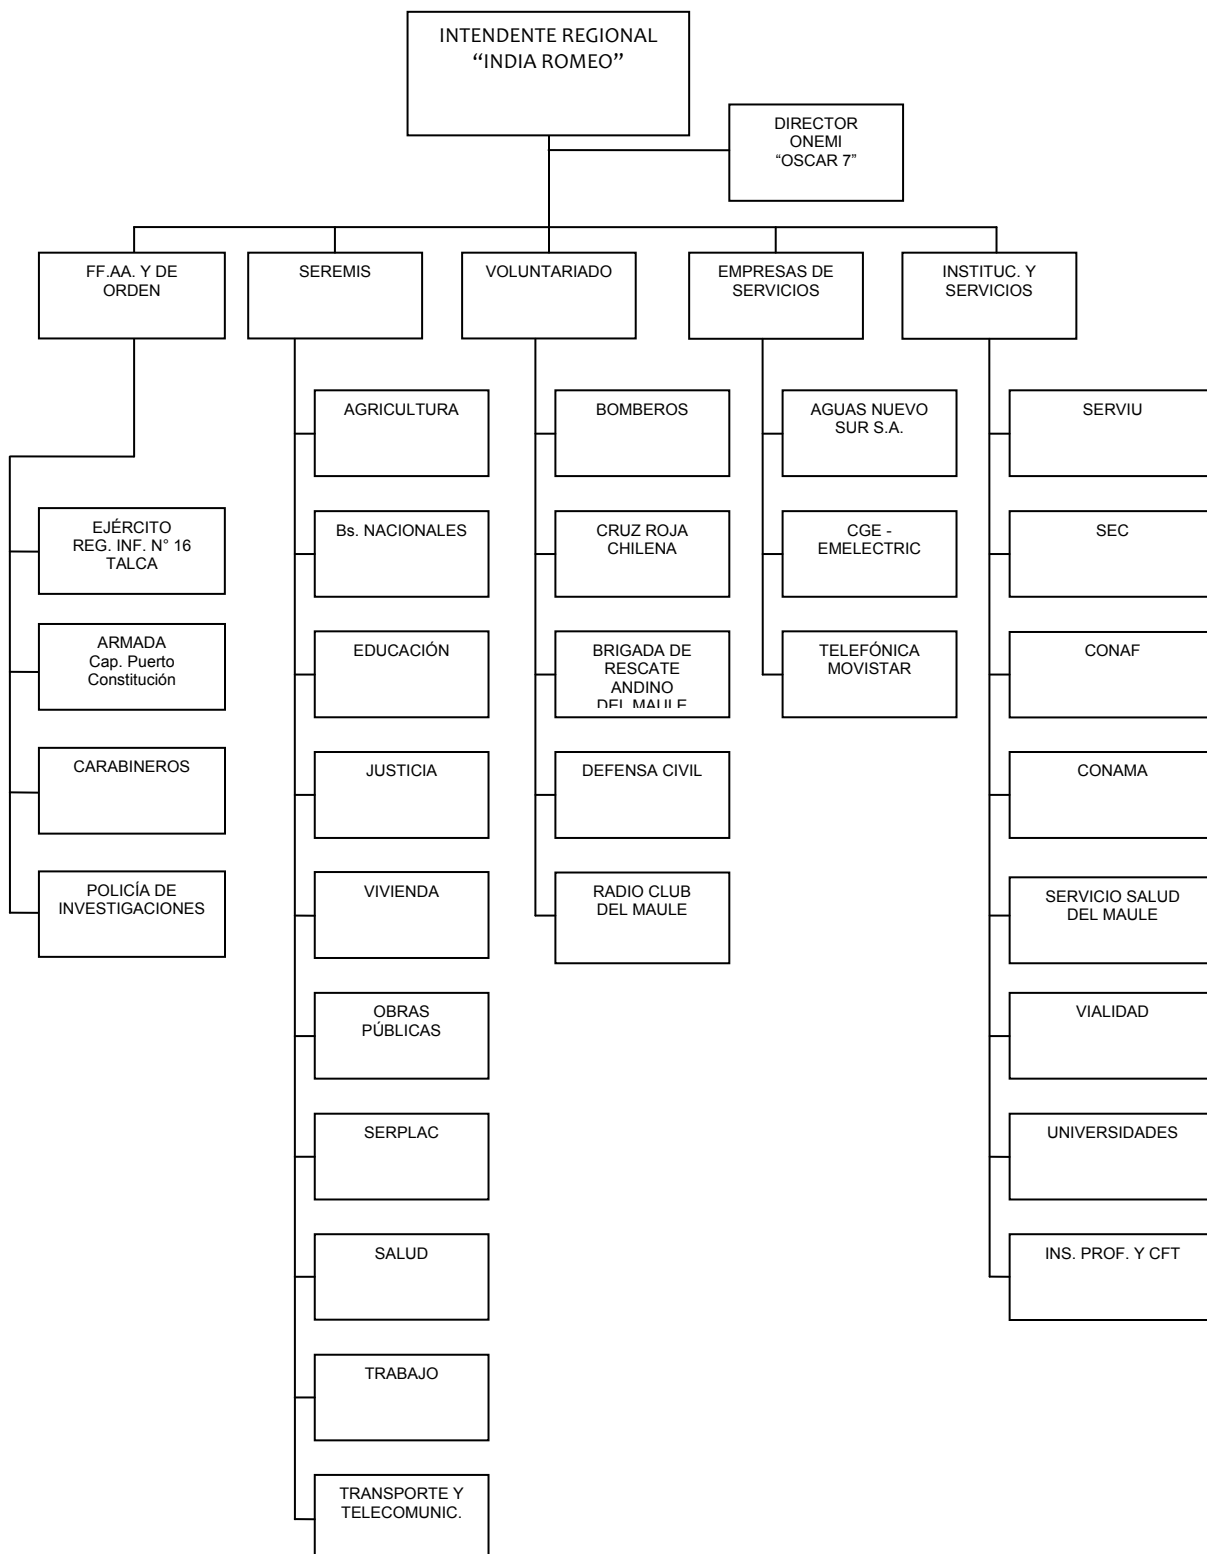 INTENDENTE REGIONAL
“INDIA ROMEO”
DIRECTOR
ONEMI
“OSCAR 7”
FF.AA. Y DE
ORDEN
SEREMIS
VOLUNTARIADO
EMPRESAS DE
SERVICIOS
INSTITUC. Y
SERVICIOS
EJÉRCITO
REG. INF. N° 16
TALCA
ARMADA
Cap. Puerto
Constitución
CARABINEROS
POLICÍA DE
INVESTIGACIONES
AGRICULTURA
Bs. NACIONALES
EDUCACIÓN
JUSTICIA
VIVIENDA
OBRAS
PÚBLICAS
SERPLAC
SALUD
TRABAJO
TRANSPORTE Y
TELECOMUNIC.
BOMBEROS
CRUZ ROJA
CHILENA
BRIGADA DE
RESCATE
ANDINO
DEL MAULE
DEFENSA CIVIL
RADIO CLUB
DEL MAULE
AGUAS NUEVO
SUR S.A.
CGE -
EMELECTRIC
TELEFÓNICA
MOVISTAR
SERVIU
SEC
CONAF
CONAMA
SERVICIO SALUD
DEL MAULE
VIALIDAD
UNIVERSIDADES
INS. PROF. Y CFT